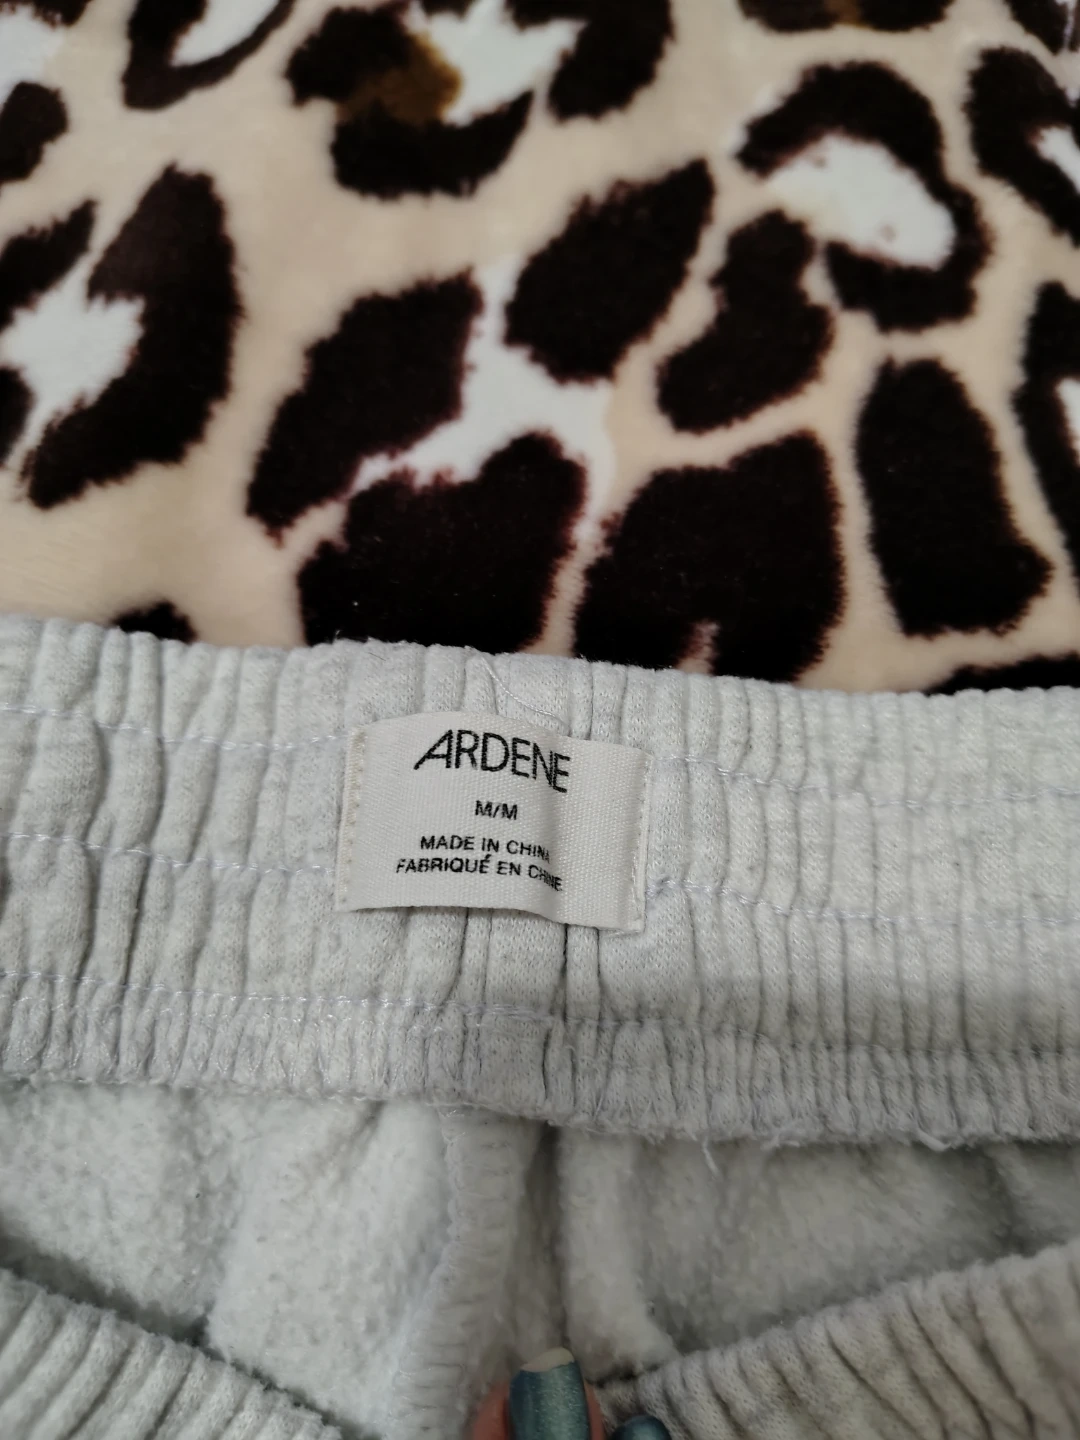 ARDENE
M/M
MADE IN CHINA
FABRIQUÉ EN CHINE